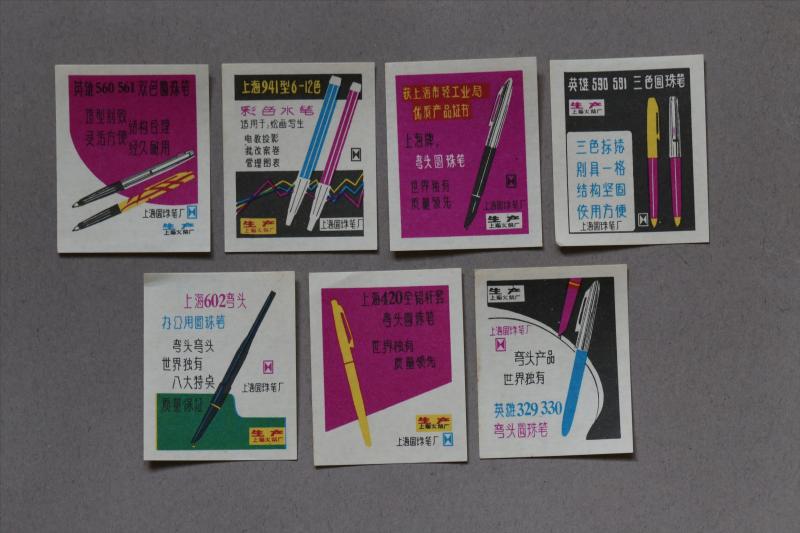 英雄560 561双色圆珠笔
造型别致
结构合理
灵活方便
经久耐用
上海圆珠笔厂
生产
上海火柴厂
上海941型6-12色
彩色水笔
适用于:绘画写生
电教投影
批改案卷
管理图表
生产
上海火柴厂
上海圆珠笔厂
获上海市轻工业局
优质产品证书
上海牌,
弯头圆珠笔
世界独有
质量领先
上海圆珠笔厂
生产
上海火柴厂
英雄590 591 三色圆珠笔
生产
上海火柴厂
三色标牌
别具一格
结构坚固
使用方便
上海圆珠笔厂
上海602弯头
办公用圆珠笔
弯头弯头
世界独有
八大特点
质量保证
上海圆珠笔厂
生产
上海火柴厂
上海420全铝杆套
弯头圆珠笔
世界独有
质量领先
生产
上海火柴厂
上海圆珠笔厂
生产
上海火柴厂
上海圆珠笔厂
弯头产品
世界独有
英雄329 330
弯头圆珠笔